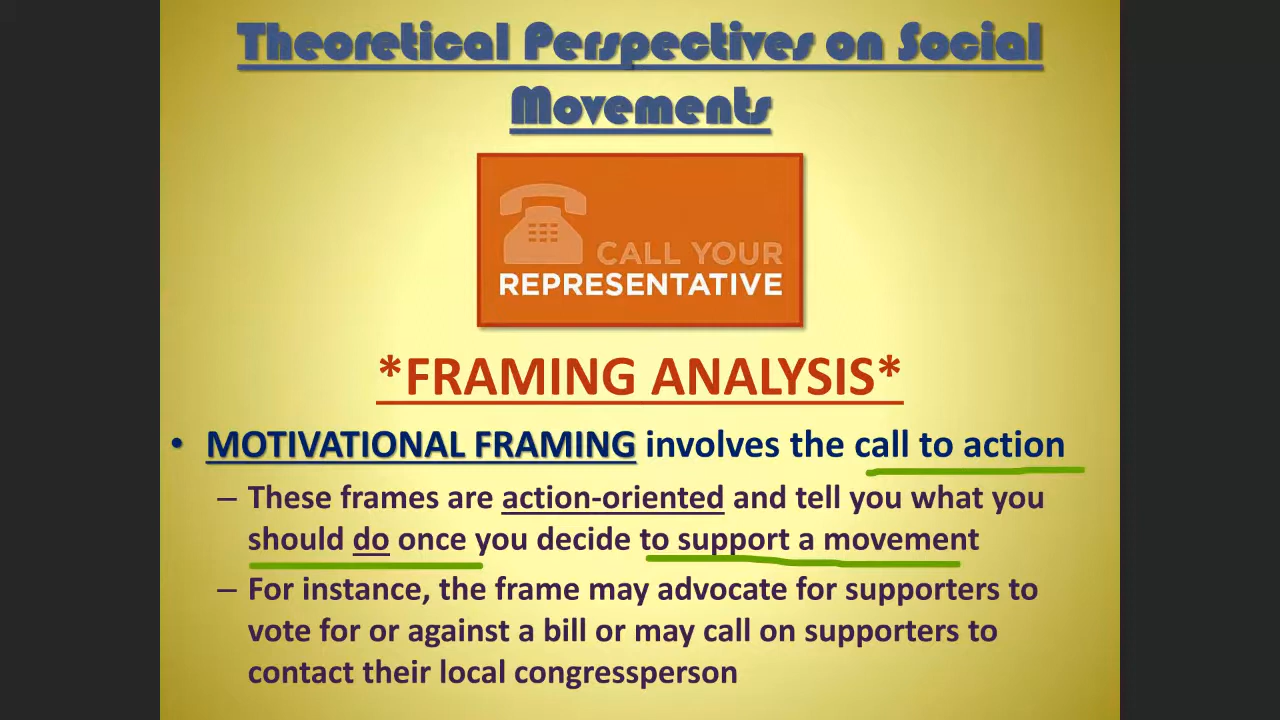 Theoretical Perspectives on Social
Movements
CALL YOUR
REPRESENTATIVE
*FRAMING ANALYSIS*
• MOTIVATIONAL FRAMING involves the call to action
– These frames are action-oriented and tell you what you
should do once you decide to support a movement
– For instance, the frame may advocate for supporters to
vote for or against a bill or may call on supporters to
contact their local congressperson